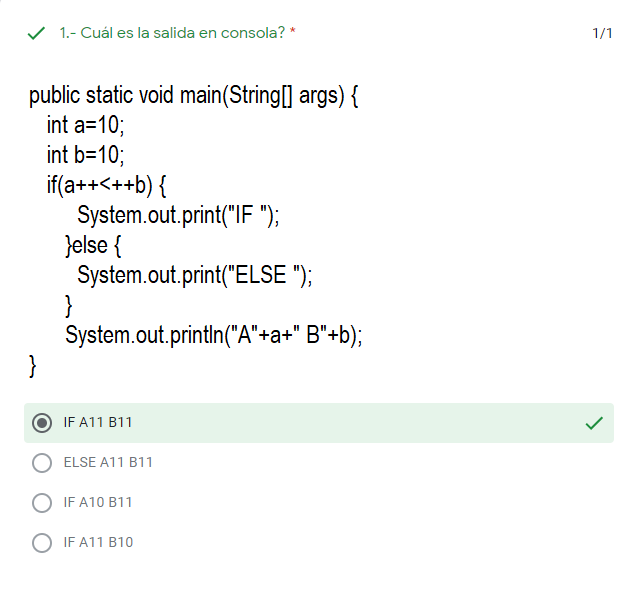 1.- Cuál es la salida en consola? *
1/1
public static void main(String[] args) {
int a=10;
int b=10;
if(a++<++b) {
System.out.print("IF ");
}else {
System.out.print("ELSE ");
}
System.out.println("A"+a+" B"+b);
}
IF A11 B11
ELSE A11 B11
IF A10 B11
IF A11 B10